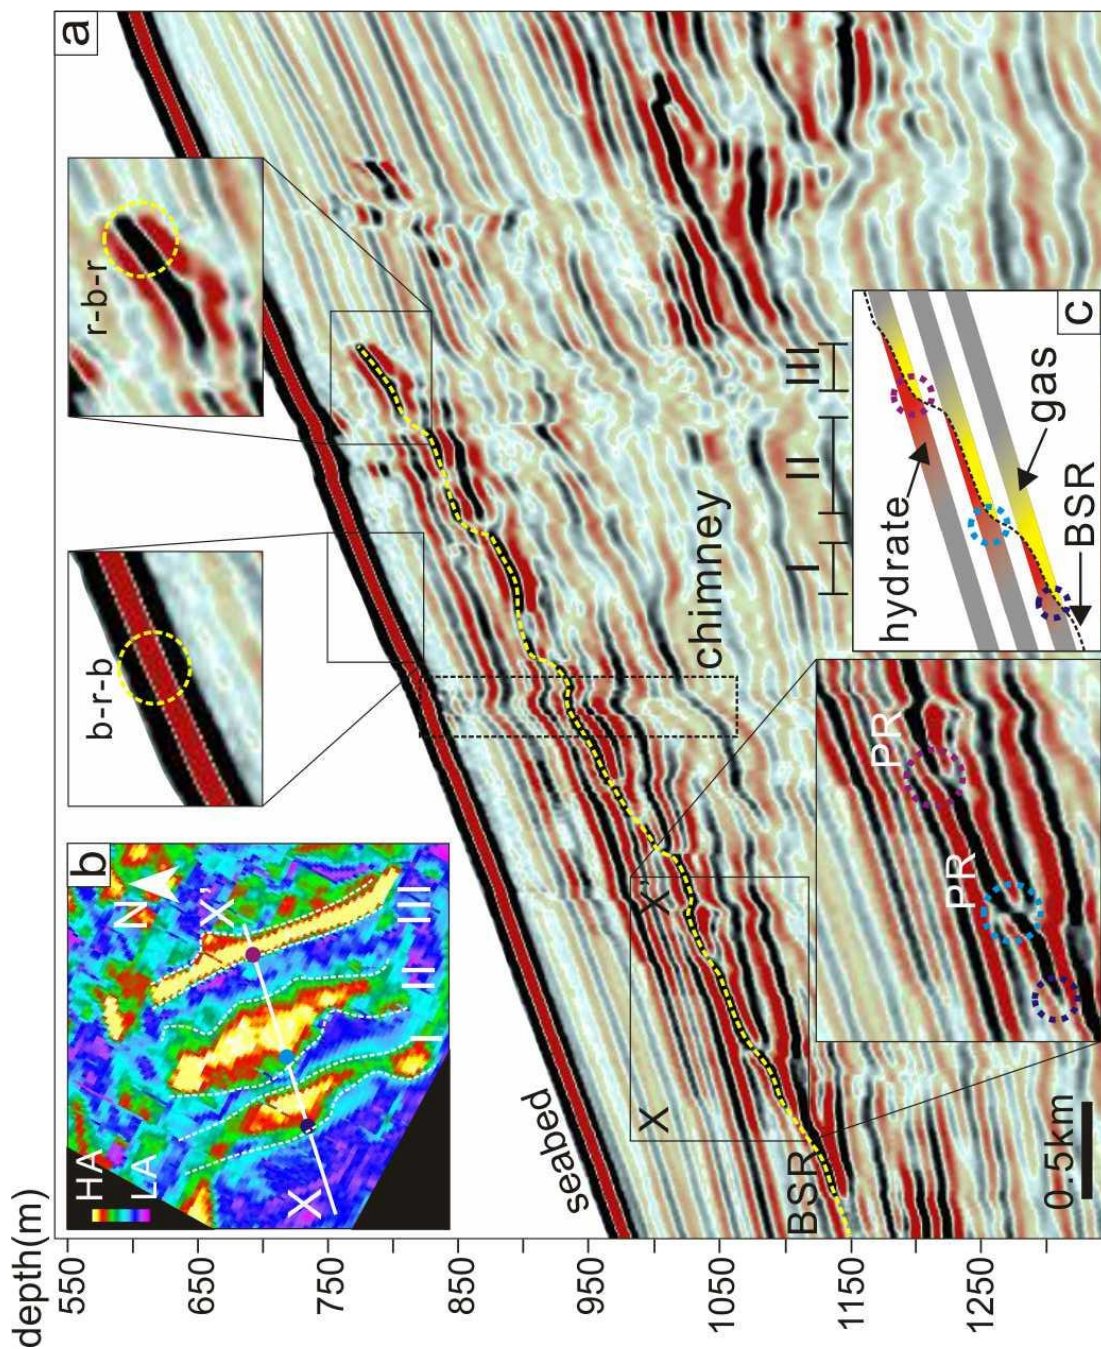 depth(m)
550
650
750
850
950
1050
1150
1250
a
b-r-b
r-b-r
b
HA
LA
N
X
X'
I
II
III
seabed
X
X'
BSR
chimney
I
II
III
0.5km
PR
PR
c
hydrate
gas
BSR